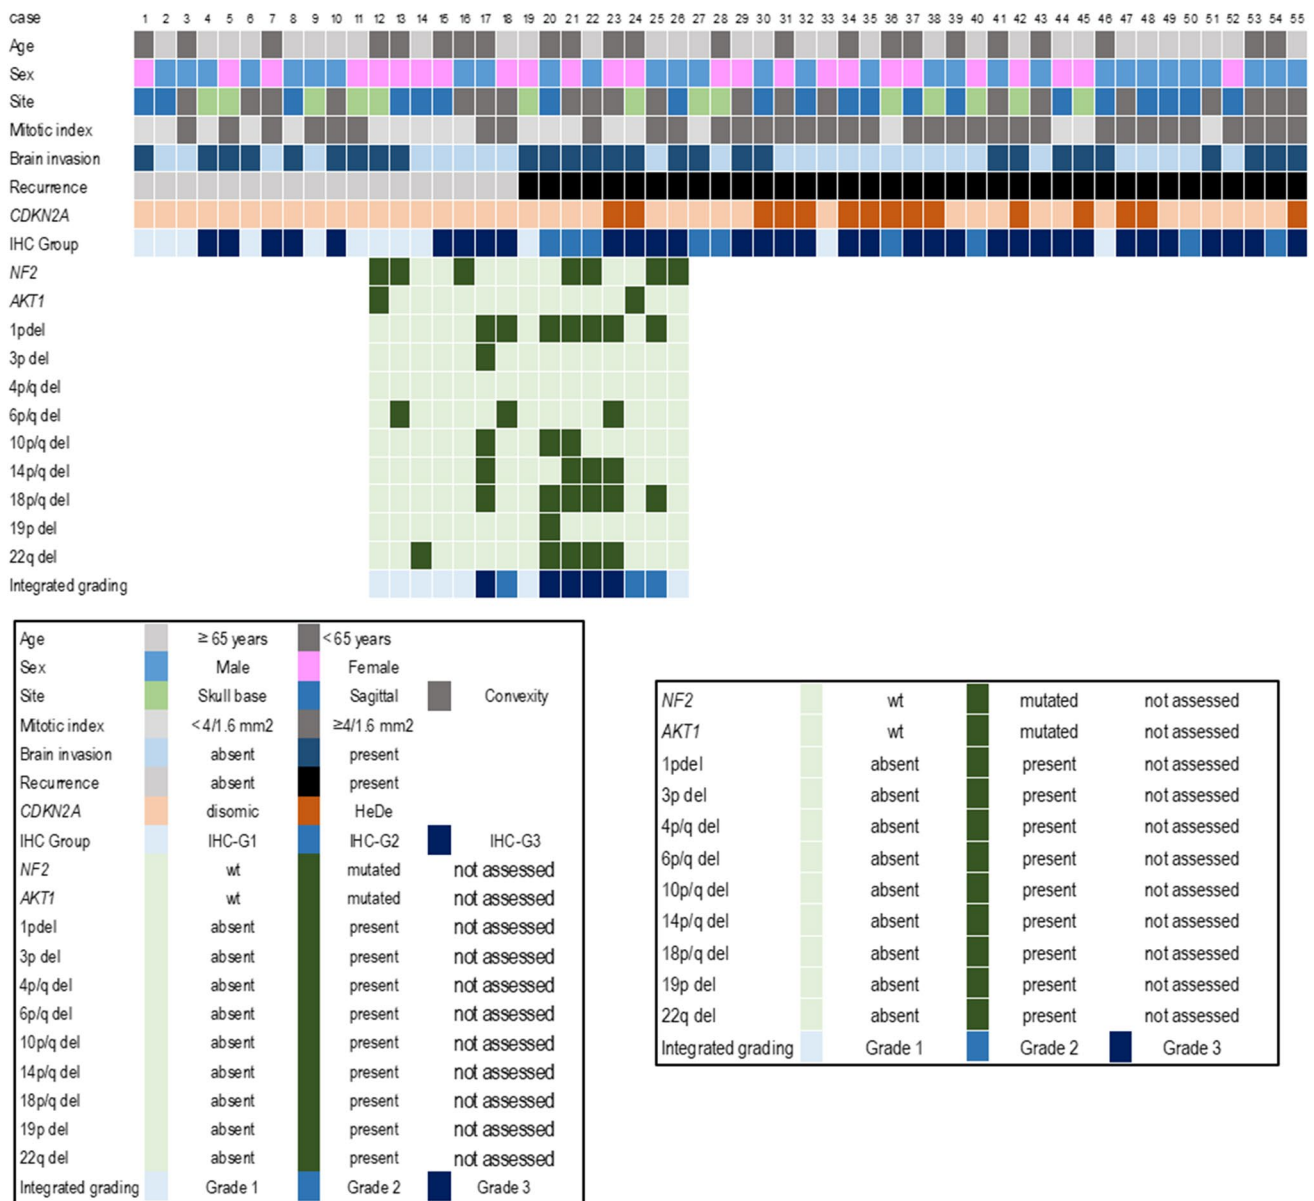 case 1 2 3 4 5 6 7 8 9 10 11 12 13 14 15 16 17 18 19 20 21 22 23 24 25 26 27 28 29 30 31 32 33 34 35 36 37 38 39 40 41 42 43 44 45 46 47 48 49 50 51 52 53 54 55
Age
Sex
Site
Mitotic index
Brain invasion
Recurrence
CDKN2A
IHC Group
NF2
AKT1
1pdel
3p del
4p/q del
6p/q del
10p/q del
14p/q del
18p/q del
19p del
22q del
Integrated grading
Age ≥ 65 years < 65 years
Sex Male Female
Site Skull base Sagittal Convexity
Mitotic index < 4/1.6 mm2 ≥4/1.6 mm2
Brain invasion absent present
Recurrence absent present
CDKN2A disomic HeDe
IHC Group IHC-G1 IHC-G2 IHC-G3
NF2 wt mutated not assessed
AKT1 wt mutated not assessed
1pdel absent present not assessed
3p del absent present not assessed
4p/q del absent present not assessed
6p/q del absent present not assessed
10p/q del absent present not assessed
14p/q del absent present not assessed
18p/q del absent present not assessed
19p del absent present not assessed
22q del absent present not assessed
Integrated grading Grade 1 Grade 2 Grade 3
NF2 wt mutated not assessed
AKT1 wt mutated not assessed
1pdel absent present not assessed
3p del absent present not assessed
4p/q del absent present not assessed
6p/q del absent present not assessed
10p/q del absent present not assessed
14p/q del absent present not assessed
18p/q del absent present not assessed
19p del absent present not assessed
22q del absent present not assessed
Integrated grading Grade 1 Grade 2 Grade 3